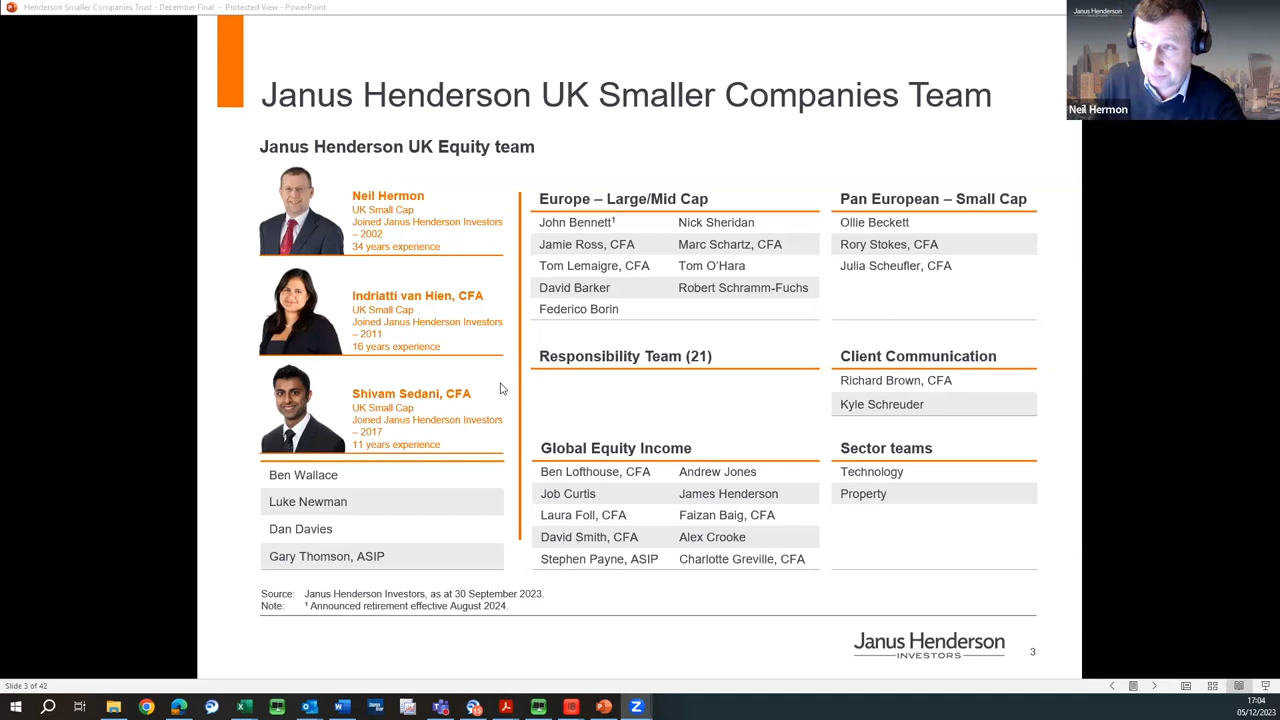 Henderson Smaller Companies Trust - December Final - Protected View - PowerPoint
Janus Henderson
Neil Hermon
Janus Henderson UK Smaller Companies Team
Janus Henderson UK Equity team
Neil Hermon
UK Small Cap
Joined Janus Henderson Investors
– 2002
34 years experience
Indriatti van Hien, CFA
UK Small Cap
Joined Janus Henderson Investors
– 2011
16 years experience
Shivam Sedani, CFA
UK Small Cap
Joined Janus Henderson Investors
– 2017
11 years experience
Ben Wallace
Luke Newman
Dan Davies
Gary Thomson, ASIP
Europe – Large/Mid Cap
John Bennett¹ Nick Sheridan
Jamie Ross, CFA Marc Schartz, CFA
Tom Lemaigre, CFA Tom O'Hara
David Barker Robert Schramm-Fuchs
Federico Borin
Pan European – Small Cap
Ollie Beckett
Rory Stokes, CFA
Julia Scheufler, CFA
Responsibility Team (21)
Client Communication
Richard Brown, CFA
Kyle Schreuder
Global Equity Income
Ben Lofthouse, CFA Andrew Jones
Job Curtis James Henderson
Laura Foll, CFA Faizan Baig, CFA
David Smith, CFA Alex Crooke
Stephen Payne, ASIP Charlotte Greville, CFA
Sector teams
Technology
Property
Source: Janus Henderson Investors, as at 30 September 2023.
Note: ¹ Announced retirement effective August 2024.
Janus Henderson
INVESTORS
3
Slide 3 of 42
17:04
05/12/2023